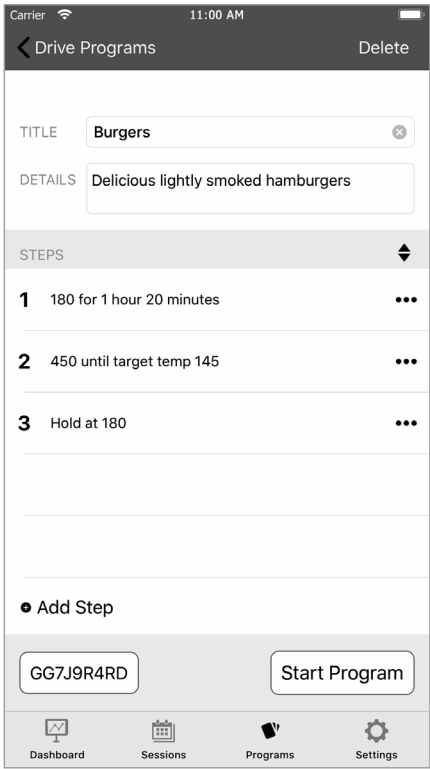 Carrier 11:00 AM
Drive Programs Delete
TITLE Burgers
DETAILS Delicious lightly smoked hamburgers
STEPS
1 180 for 1 hour 20 minutes
2 450 until target temp 145
3 Hold at 180
Add Step
GG7J9R4RD Start Program
Dashboard Sessions Programs Settings